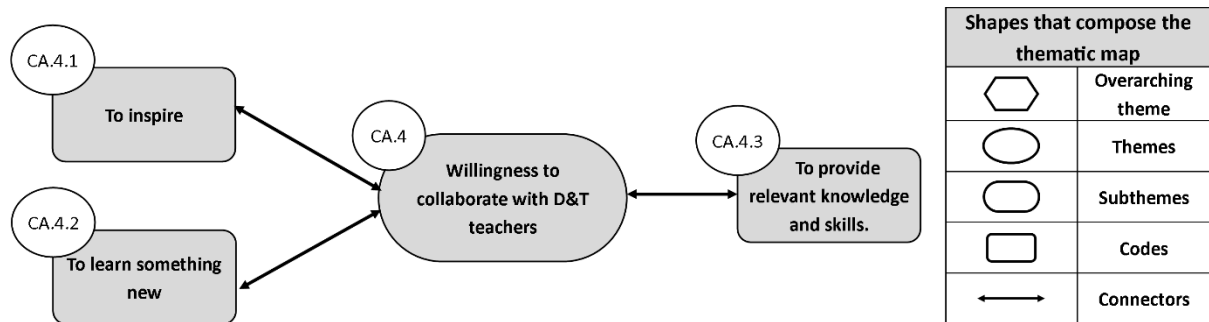 CA.4.1
To inspire
CA.4.2
To learn something
new
CA.4
Willingness to
collaborate with D&T
teachers
CA.4.3
To provide
relevant knowledge
and skills.
Shapes that compose the
thematic map
Overarching
theme
Themes
Subthemes
Codes
Connectors